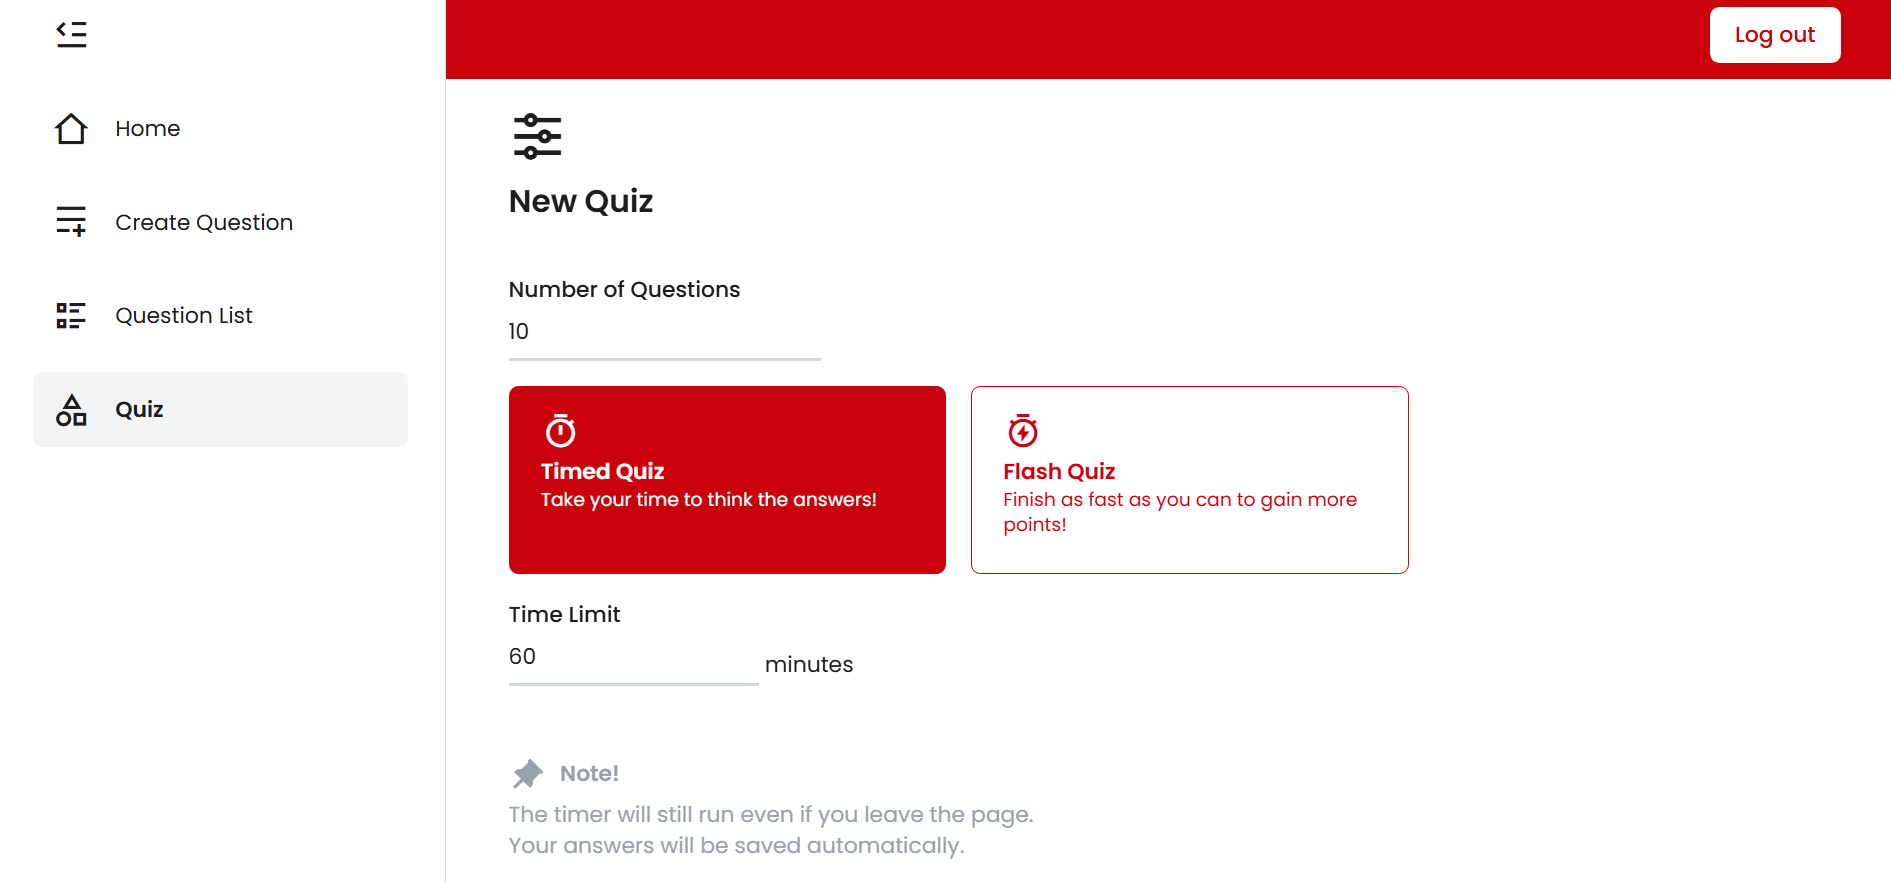 Log out
Home
Create Question
Question List
Quiz
New Quiz
Number of Questions
10
Timed Quiz
Take your time to think the answers!
Flash Quiz
Finish as fast as you can to gain more
points!
Time Limit
60
minutes
Note!
The timer will still run even if you leave the page.
Your answers will be saved automatically.